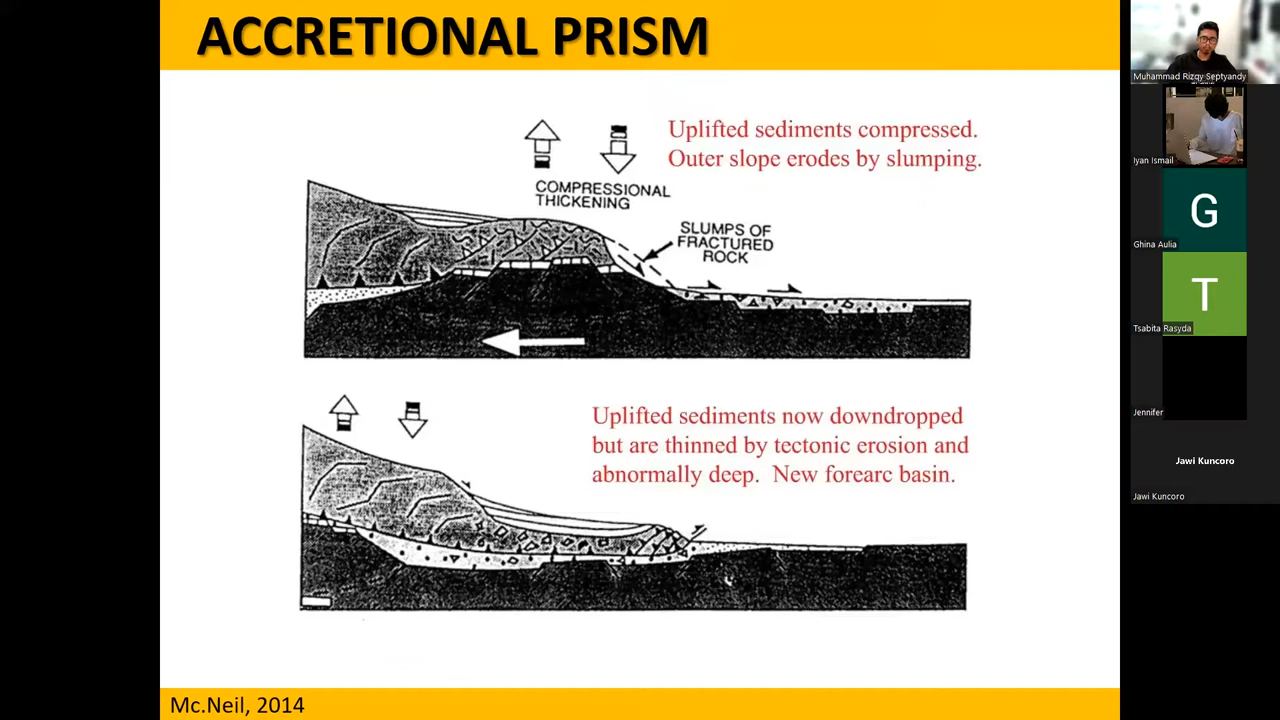 ACCRETIONAL PRISM
Uplifted sediments compressed.
Outer slope erodes by slumping.
COMPRESSIONAL
THICKENING
SLUMPS OF
FRACTURED
ROCK
Uplifted sediments now downdropped
but are thinned by tectonic erosion and
abnormally deep. New forearc basin.
Mc.Neil, 2014
Muhammad Rizqy Septyandy
Iyan Ismail
G
Ghina Aulia
T
Tsabita Rasyda
Jennifer
Jawi Kuncoro
Jawi Kuncoro